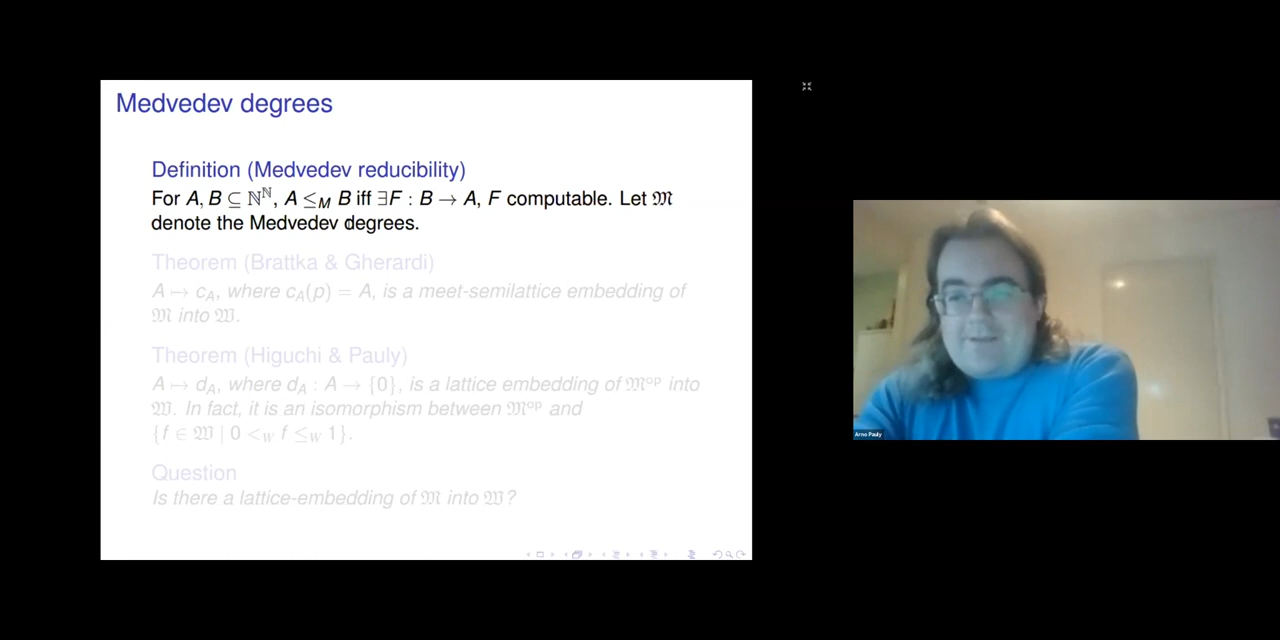 Medvedev degrees
Definition (Medvedev reducibility)
For A, B ⊆ ℕ^ℕ, A ≤_M B iff ∃F : B → A, F computable. Let 𝔐
denote the Medvedev degrees.
Theorem (Brattka & Gherardi)
A ↦ c_A, where c_A(p) = A, is a meet-semilattice embedding of
𝔐 into 𝔚.
Theorem (Higuchi & Pauly)
A ↦ d_A, where d_A : A → {0}, is a lattice embedding of 𝔐^op into
𝔚. In fact, it is an isomorphism between 𝔐^op and
{f ∈ 𝔚 | 0 <_W f ≤_W 1}.
Question
Is there a lattice-embedding of 𝔐 into 𝔚?
Arno Pauly